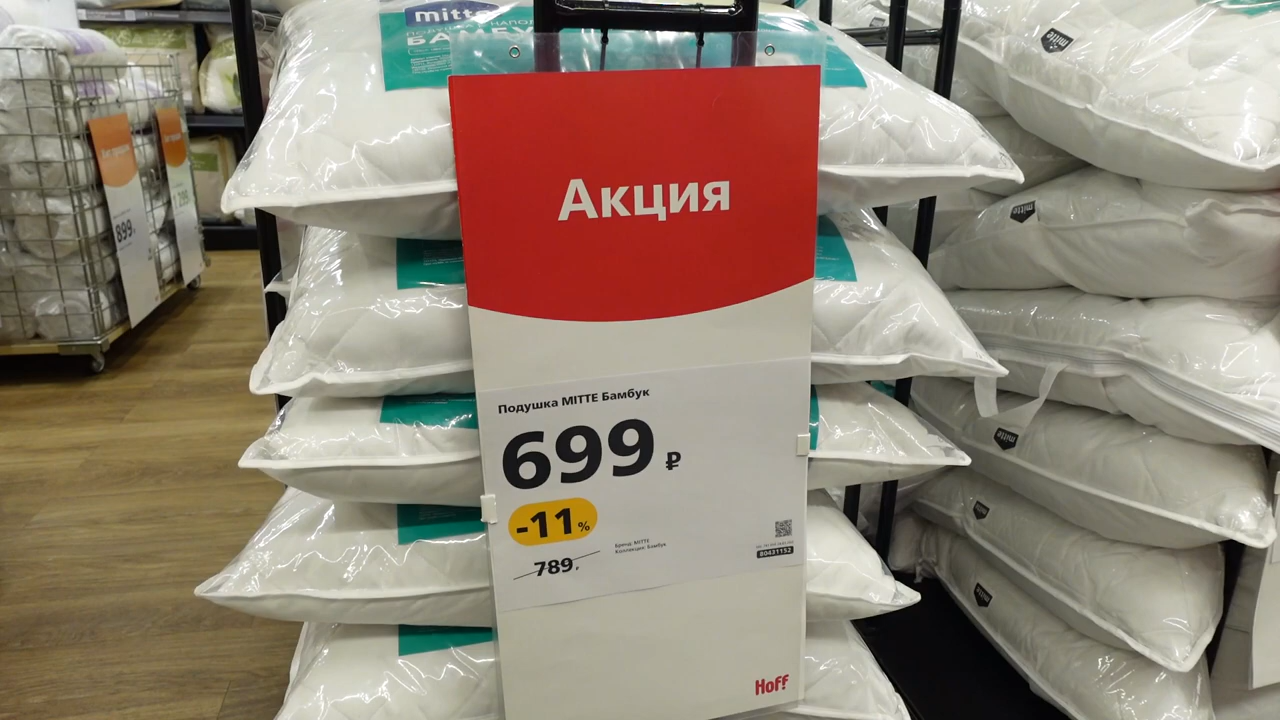 mitte
БАМБУ
Акция
Подушка MITTE Бамбук
699 ₽
-11%
789
Бренд: MITTE
Коллекция: Бамбук
80431152
Hoff
899
mitte
mitte
mitte
mitte
mitte